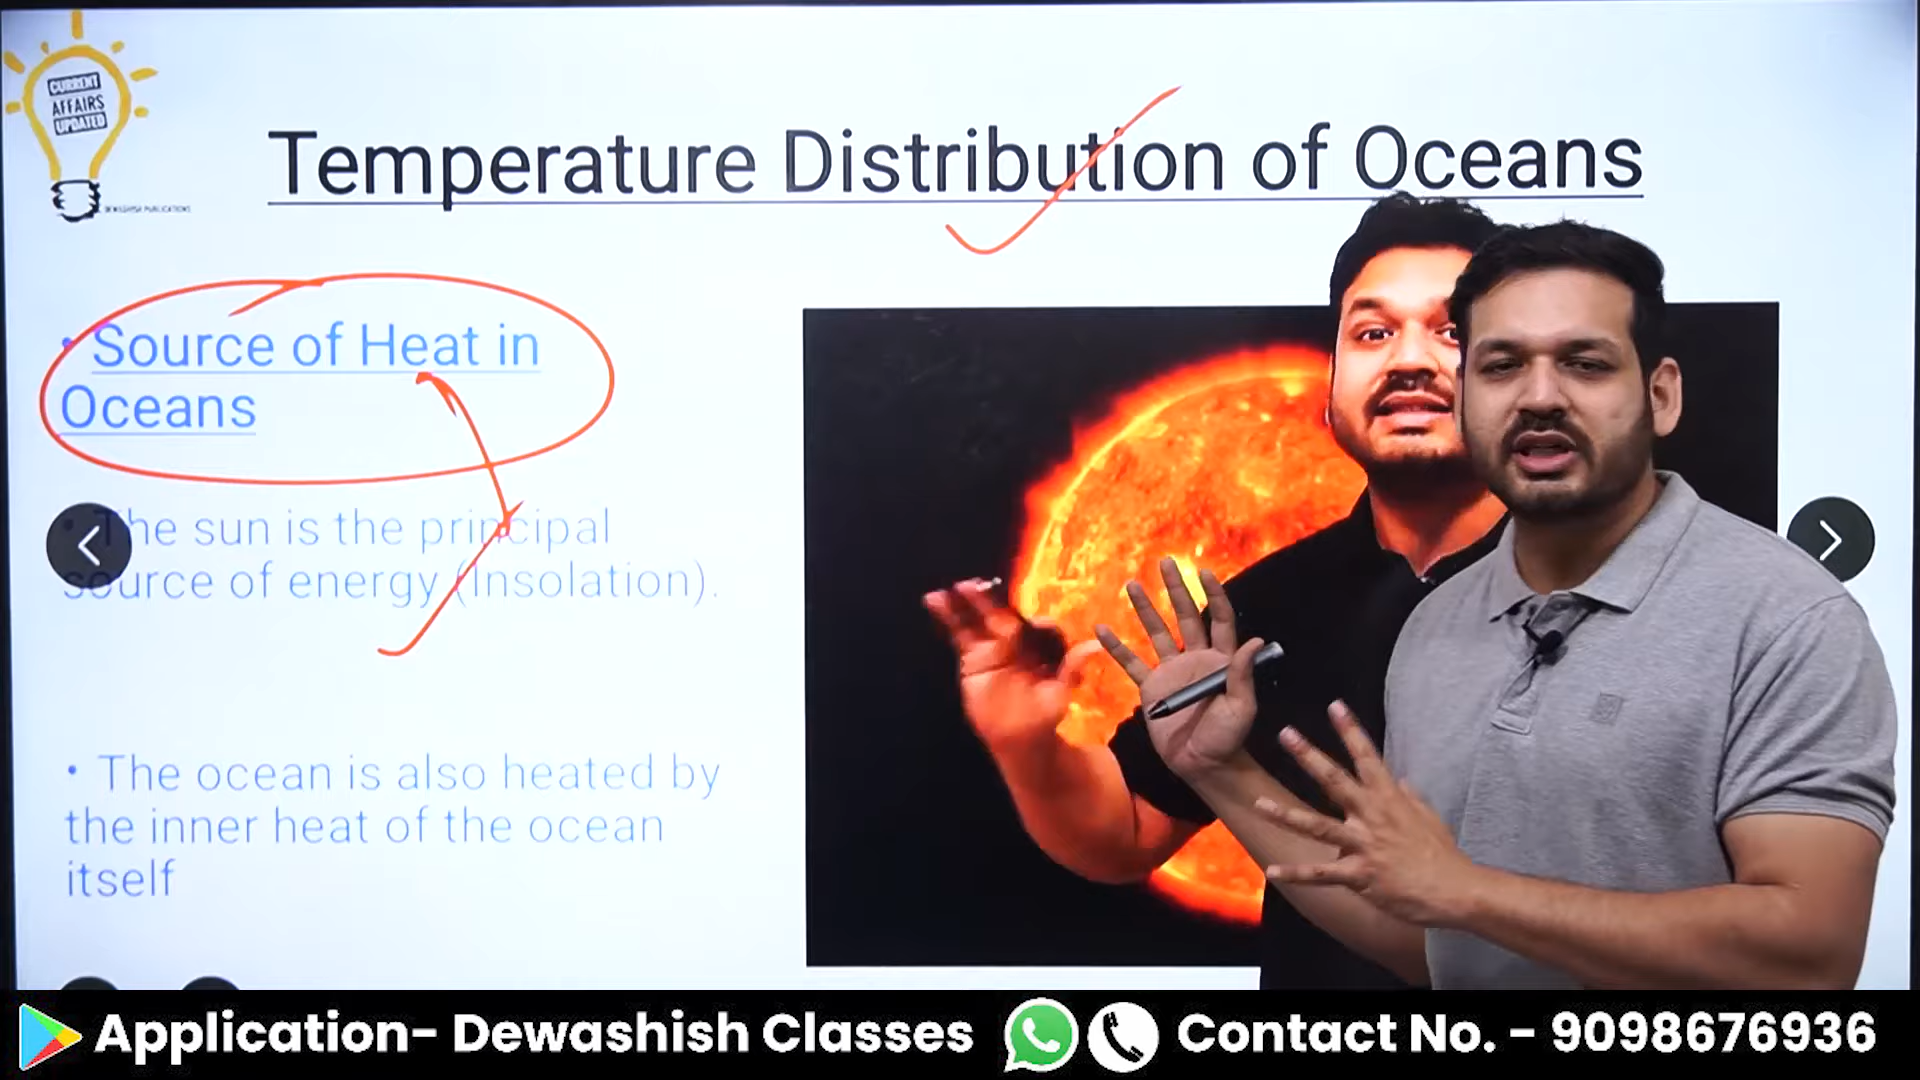 CURRENT
AFFAIRS
UPDATED
DEWASHISH PUBLICATIONS
Temperature Distribution of Oceans
• Source of Heat in
Oceans
• The sun is the principal
source of energy (Insolation).
• The ocean is also heated by
the inner heat of the ocean
itself
Application- Dewashish Classes
Contact No. - 9098676936